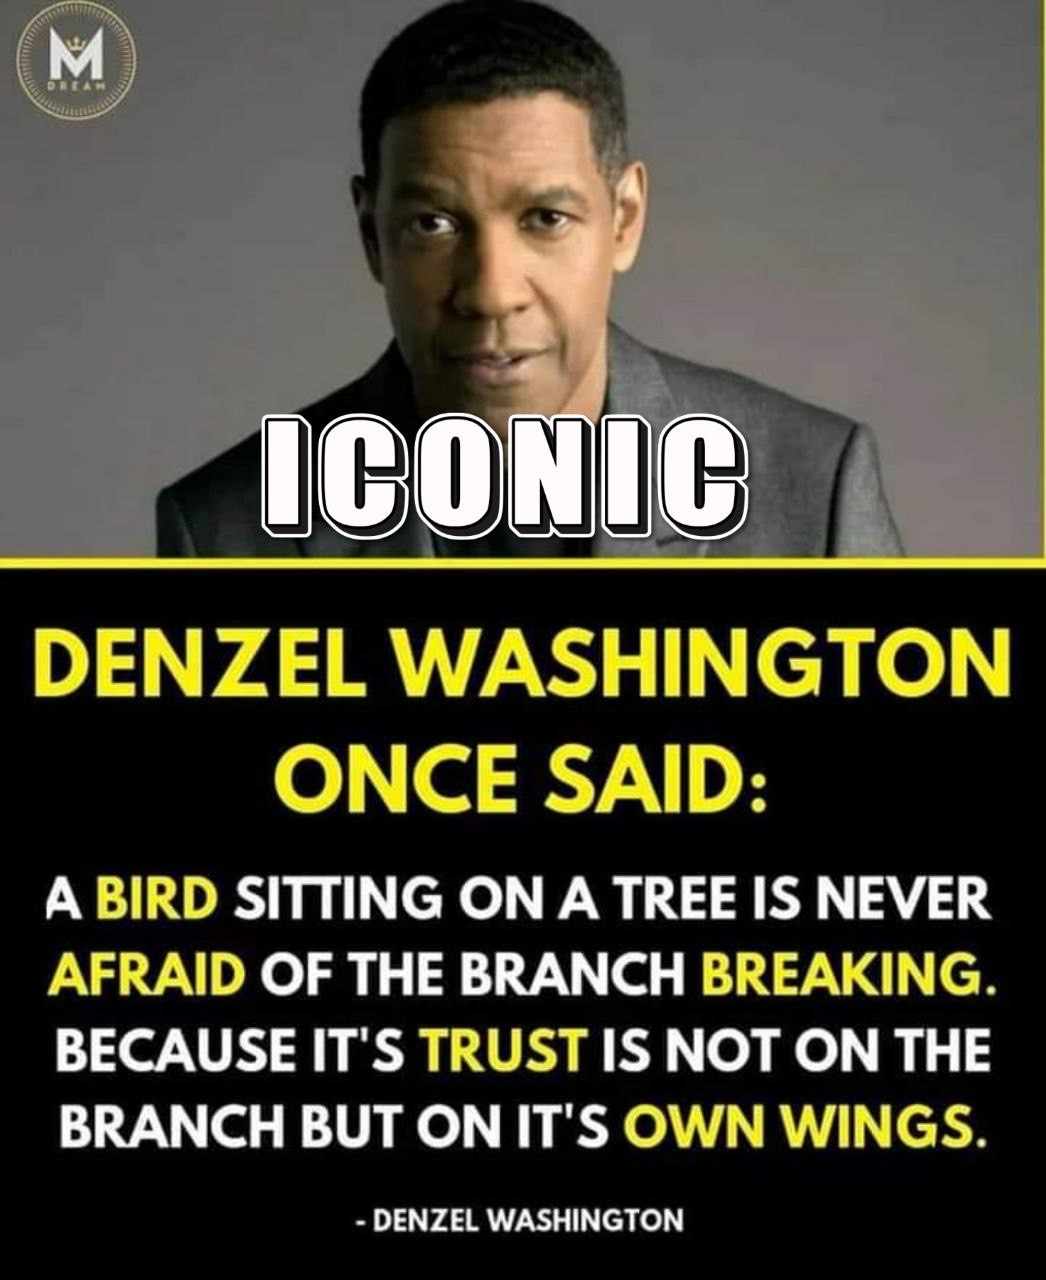 M
DREAM
ICONIC
DENZEL WASHINGTON
ONCE SAID:
A BIRD SITTING ON A TREE IS NEVER
AFRAID OF THE BRANCH BREAKING.
BECAUSE IT'S TRUST IS NOT ON THE
BRANCH BUT ON IT'S OWN WINGS.
- DENZEL WASHINGTON